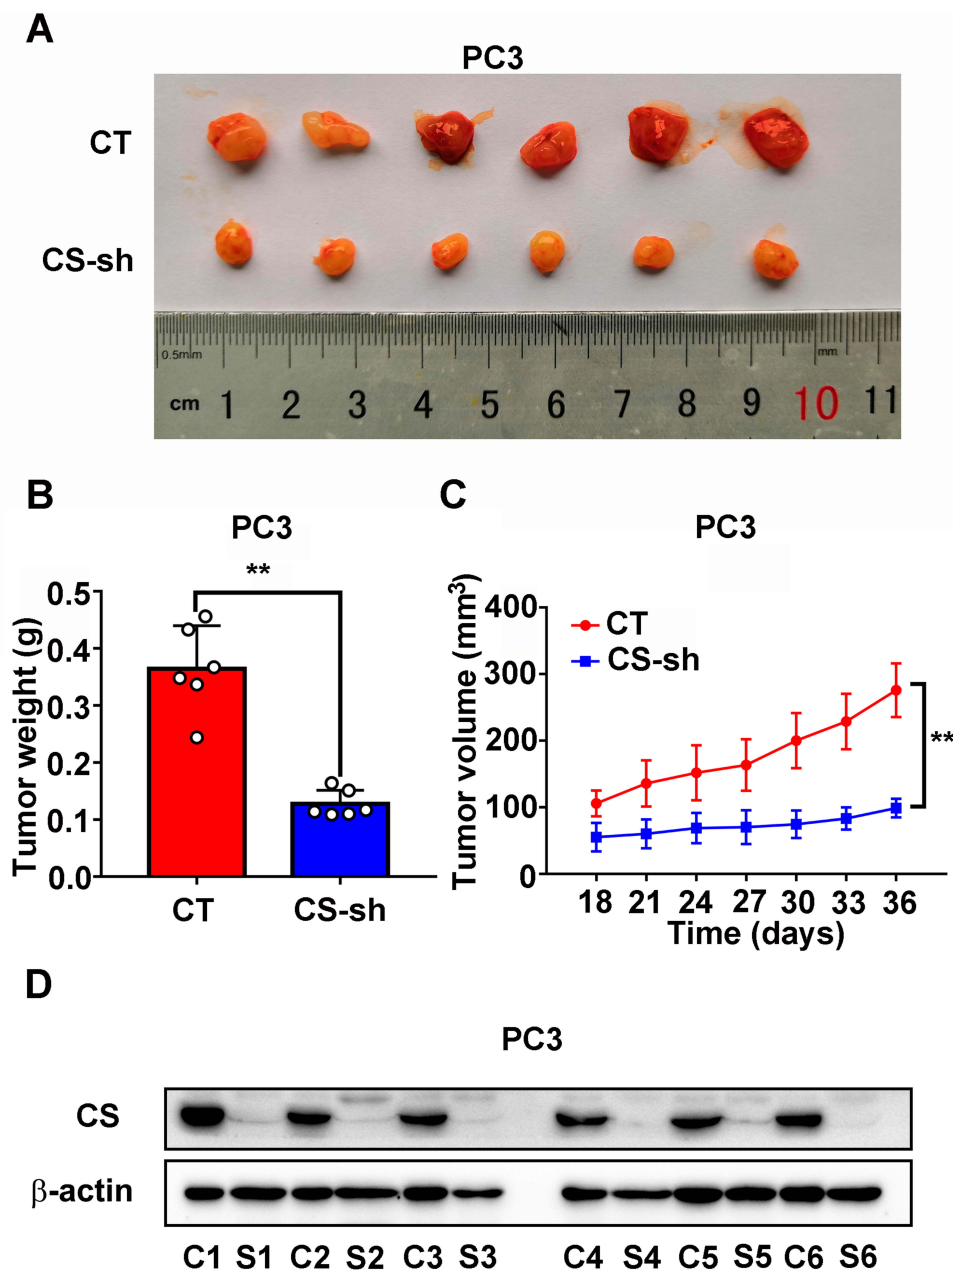 A
PC3
CT
CS-sh
0.5mm
mm
cm 1 2 3 4 5 6 7 8 9 10 11
B
PC3
**
Tumor weight (g)
0.5
0.4
0.3
0.2
0.1
0.0
CT CS-sh
C
PC3
Tumor volume (mm³)
400
300
200
100
0
CT
CS-sh
**
18 21 24 27 30 33 36
Time (days)
D
PC3
CS
β-actin
C1 S1 C2 S2 C3 S3 C4 S4 C5 S5 C6 S6